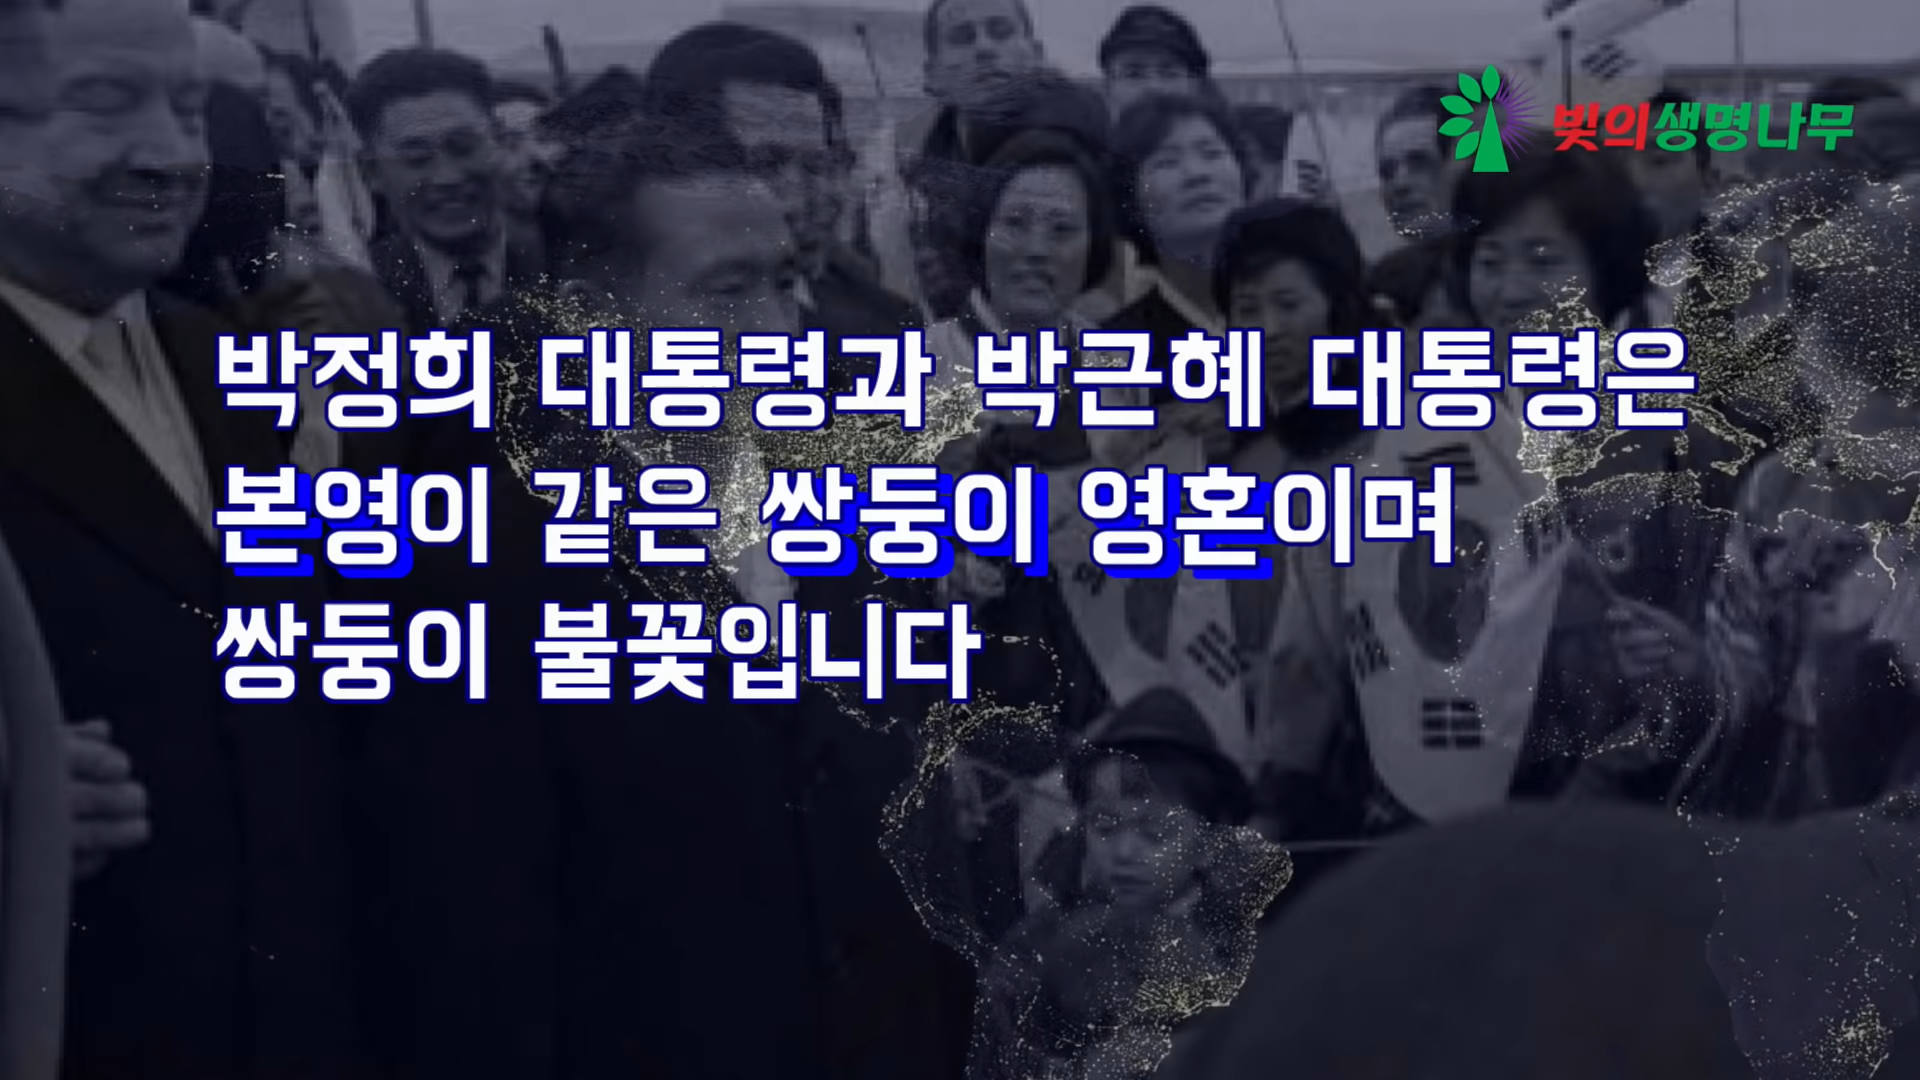 빛의생명나무
박정희 대통령과 박근혜 대통령은
본영이 같은 쌍둥이 영혼이며
쌍둥이 불꽃입니다